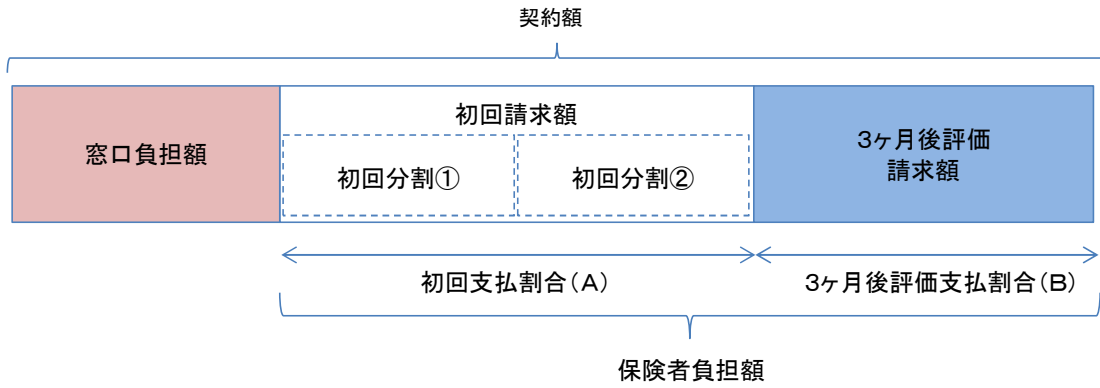 契約額
窓口負担額
初回請求額
初回分割①
初回分割②
3ヶ月後評価
請求額
初回支払割合(A)
3ヶ月後評価支払割合(B)
保険者負担額